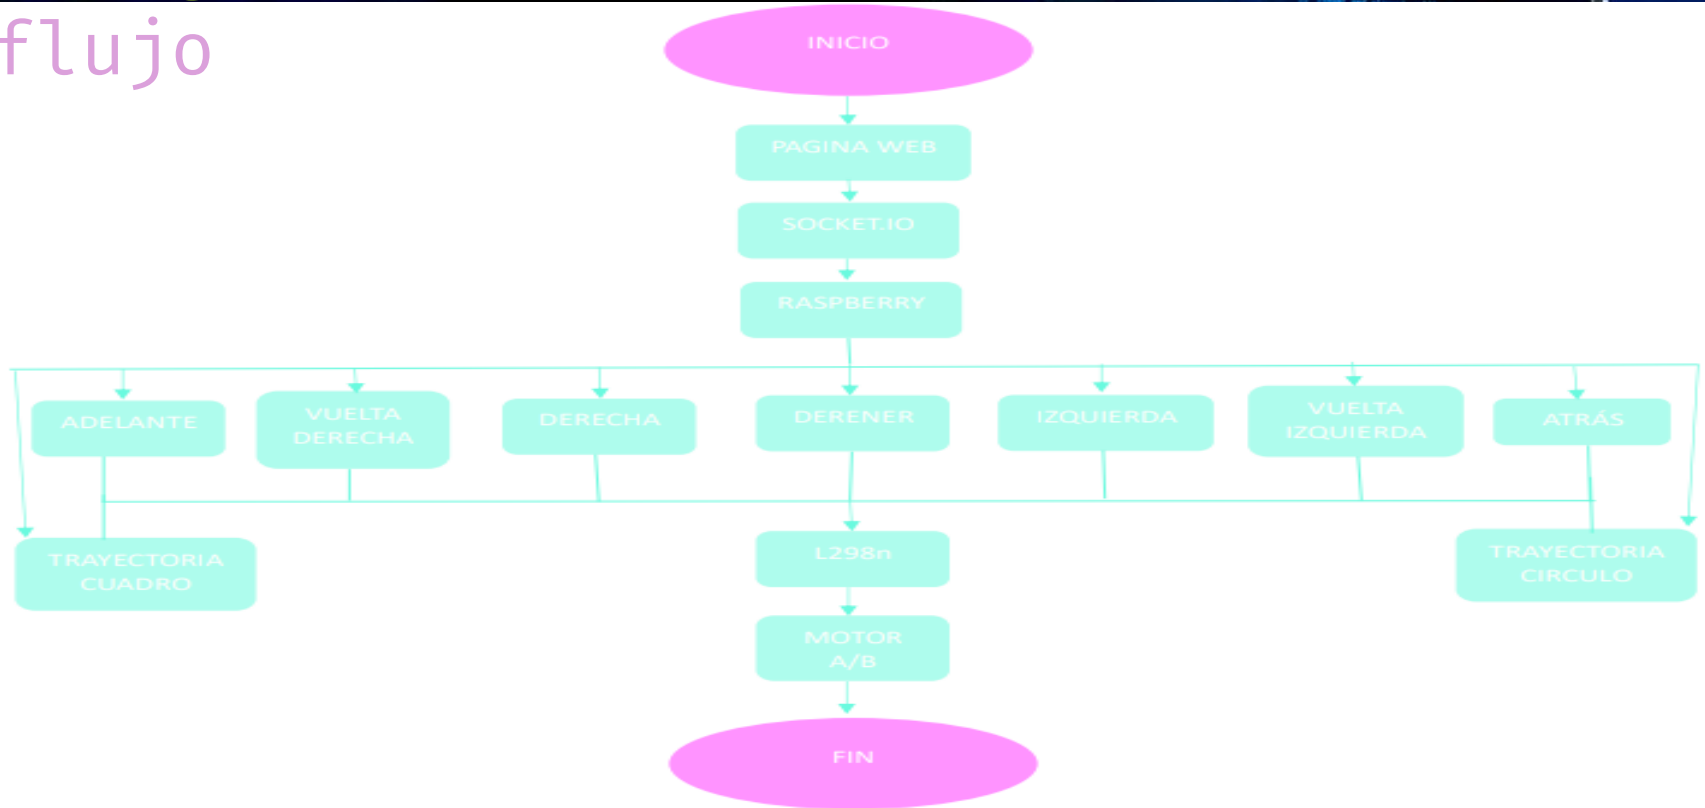 flujo
INICIO
PAGINA WEB
SOCKET.IO
RASPBERRY
ADELANTE
VUELTA
DERECHA
DERECHA
DERENER
IZQUIERDA
VUELTA
IZQUIERDA
ATRÁS
TRAYECTORIA
CUADRO
L298n
TRAYECTORIA
CIRCULO
MOTOR
A/B
FIN